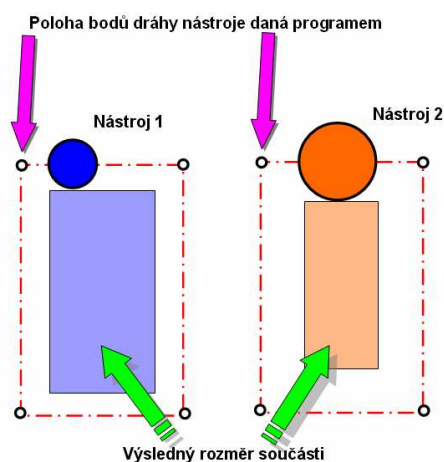 Poloha bodů dráhy nástroje daná programem
Nástroj 1
Nástroj 2
Výsledný rozměr součásti